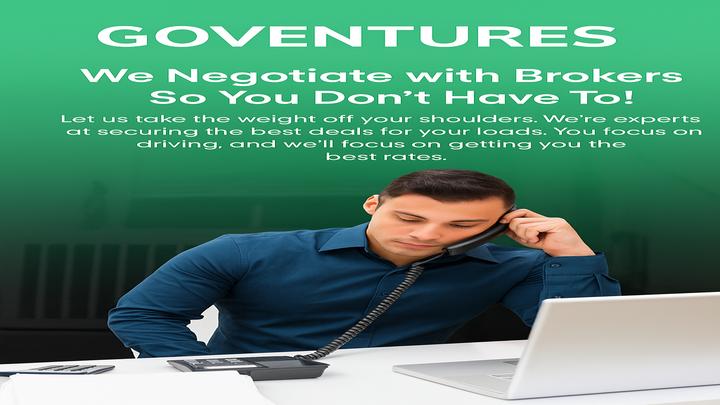 GOVENTURES
We Negotiate with Brokers
So You Don't Have To!
Let us take the weight off your shoulders. We're experts
at securing the best deals for your loads. You focus on
driving, and we'll focus on getting you the
best rates.